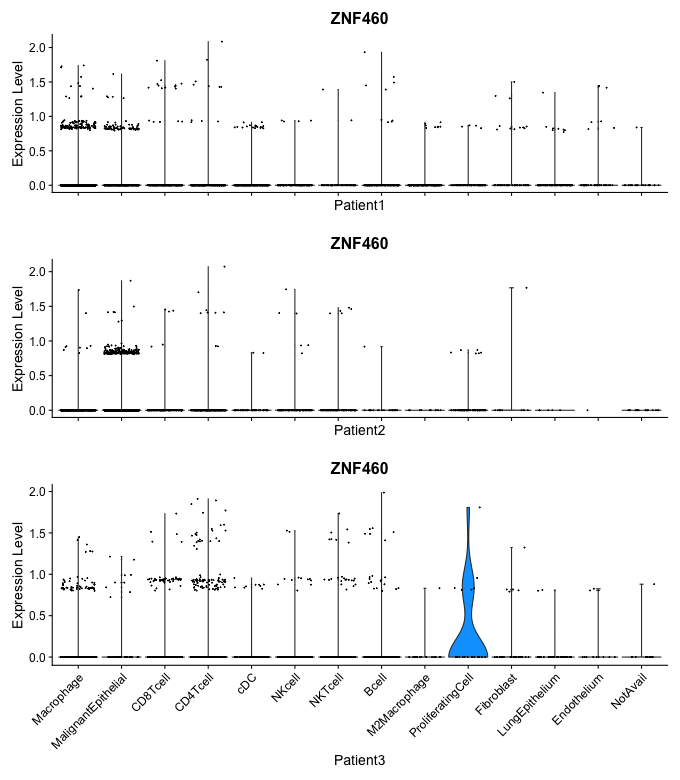 ZNF460
Expression Level
2.0
1.5
1.0
0.5
0.0
Patient1
ZNF460
Expression Level
2.0
1.5
1.0
0.5
0.0
Patient2
ZNF460
Expression Level
2.0
1.5
1.0
0.5
0.0
Macrophage
MalignantEpithelial
CD8Tcell
CD4Tcell
cDC
NKcell
NKTcell
Bcell
M2Macrophage
ProliferatingCell
Fibroblast
LungEpithelium
Endothelium
NotAvail
Patient3